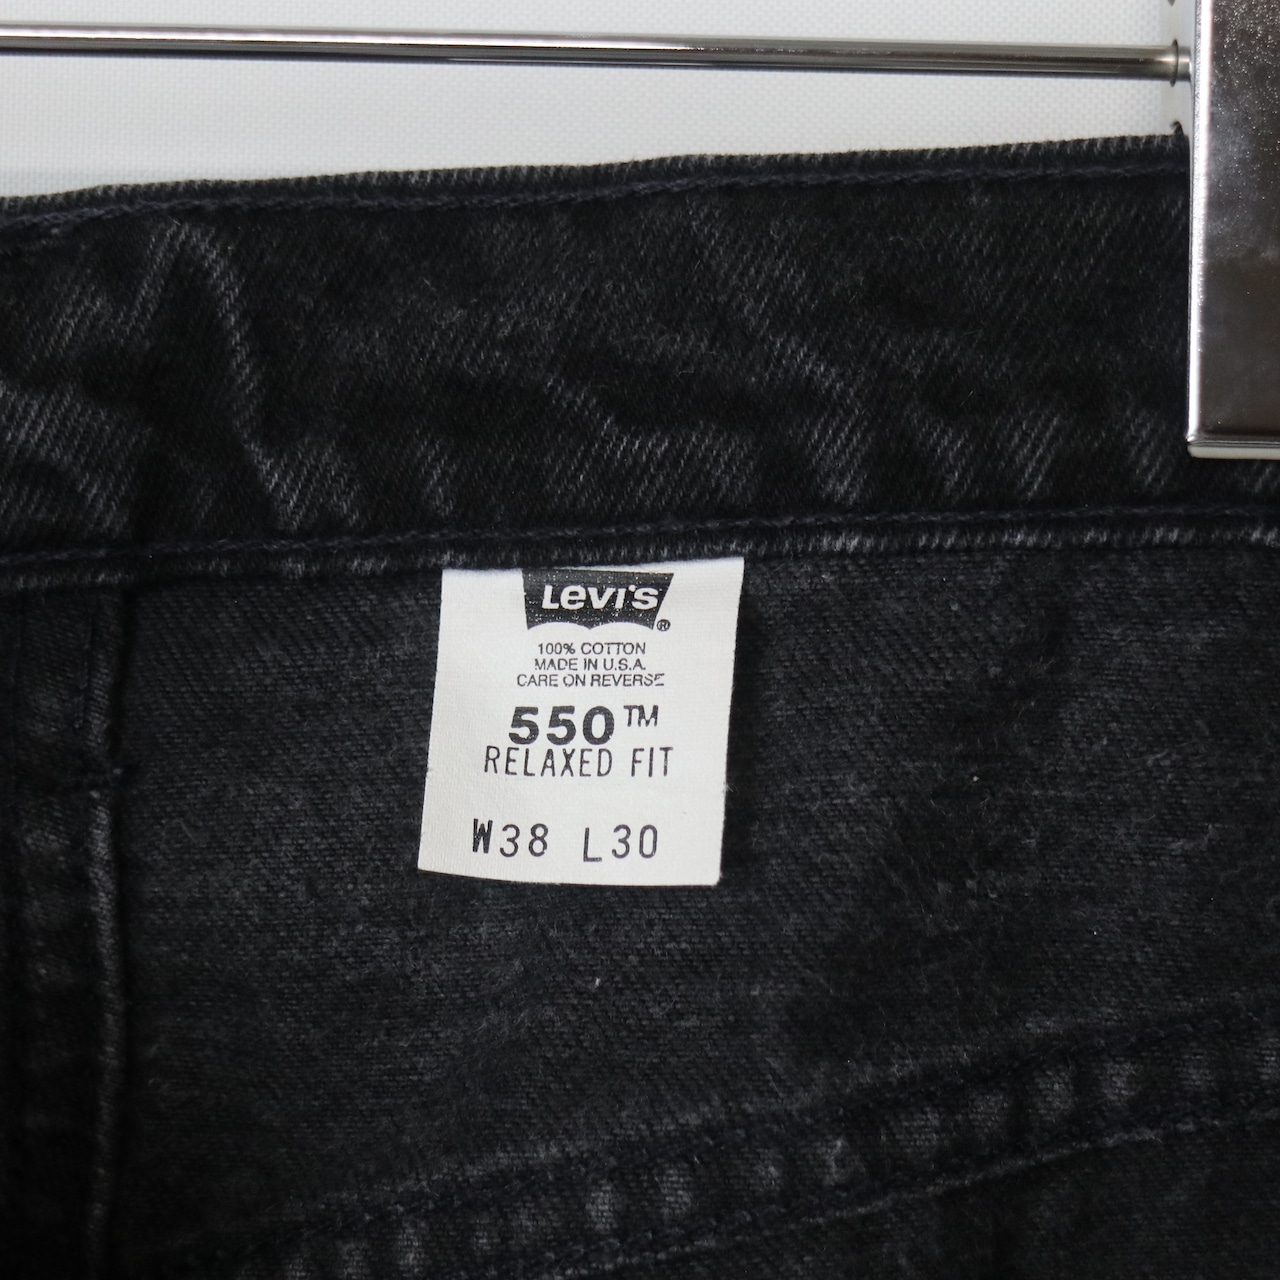 Levi's ®
100% COTTON
MADE IN U.S.A.
CARE ON REVERSE
550™
RELAXED FIT
W38 L30